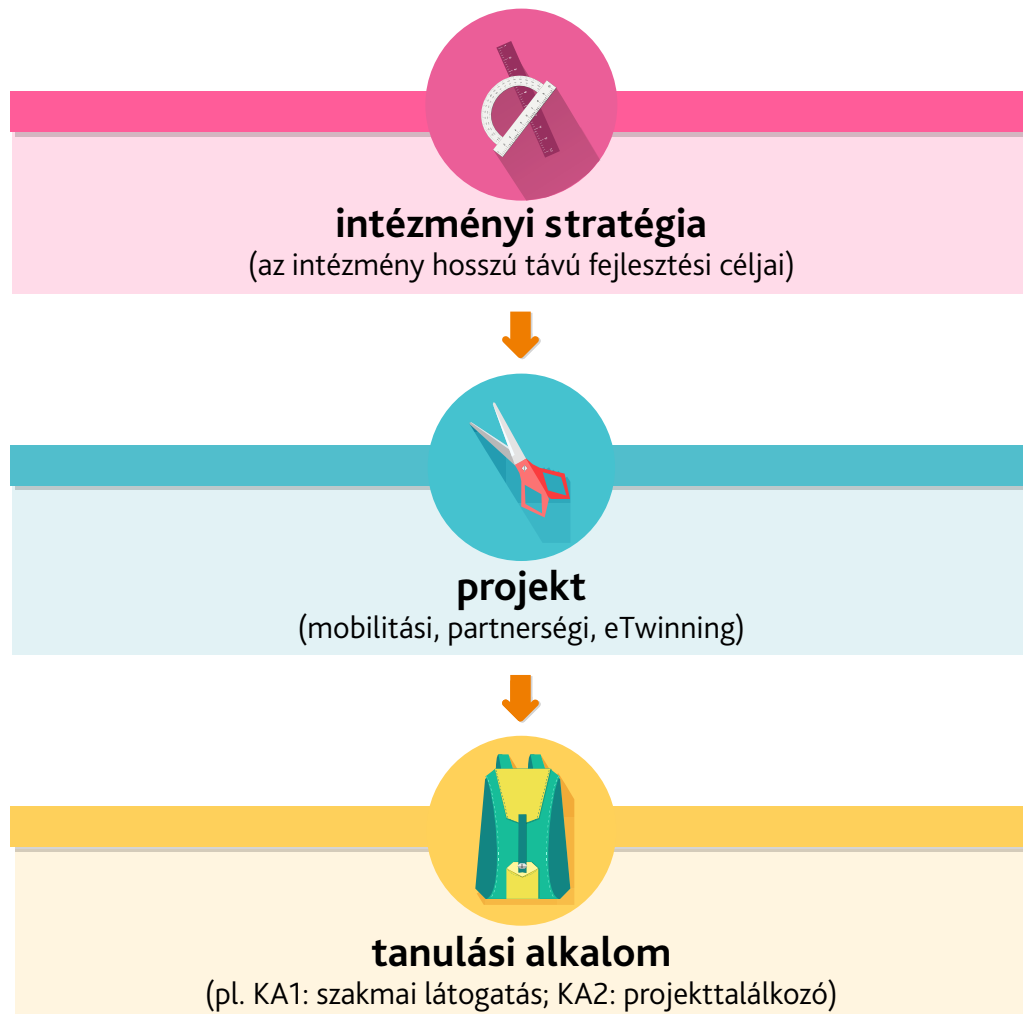 intézményi stratégia
(az intézmény hosszú távú fejlesztési céljai)
projekt
(mobilitási, partnerségi, eTwinning)
tanulási alkalom
(pl. KA1: szakmai látogatás; KA2: projekttalálkozó)